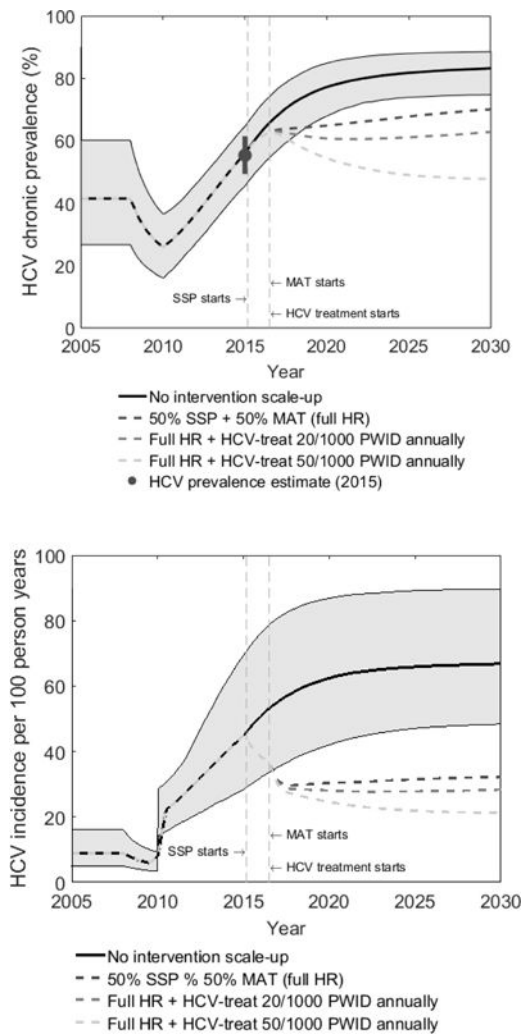 HCV chronic prevalence (%)
100
80
60
40
20
0
SSP starts →
← MAT starts
← HCV treatment starts
2005 2010 2015 2020 2025 2030
Year
No intervention scale-up
50% SSP + 50% MAT (full HR)
Full HR + HCV-treat 20/1000 PWID annually
Full HR + HCV-treat 50/1000 PWID annually
HCV prevalence estimate (2015)
HCV incidence per 100 person years
100
80
60
40
20
0
SSP starts →
← MAT starts
← HCV treatment starts
2005 2010 2015 2020 2025 2030
Year
No intervention scale-up
50% SSP % 50% MAT (full HR)
Full HR + HCV-treat 20/1000 PWID annually
Full HR + HCV-treat 50/1000 PWID annually